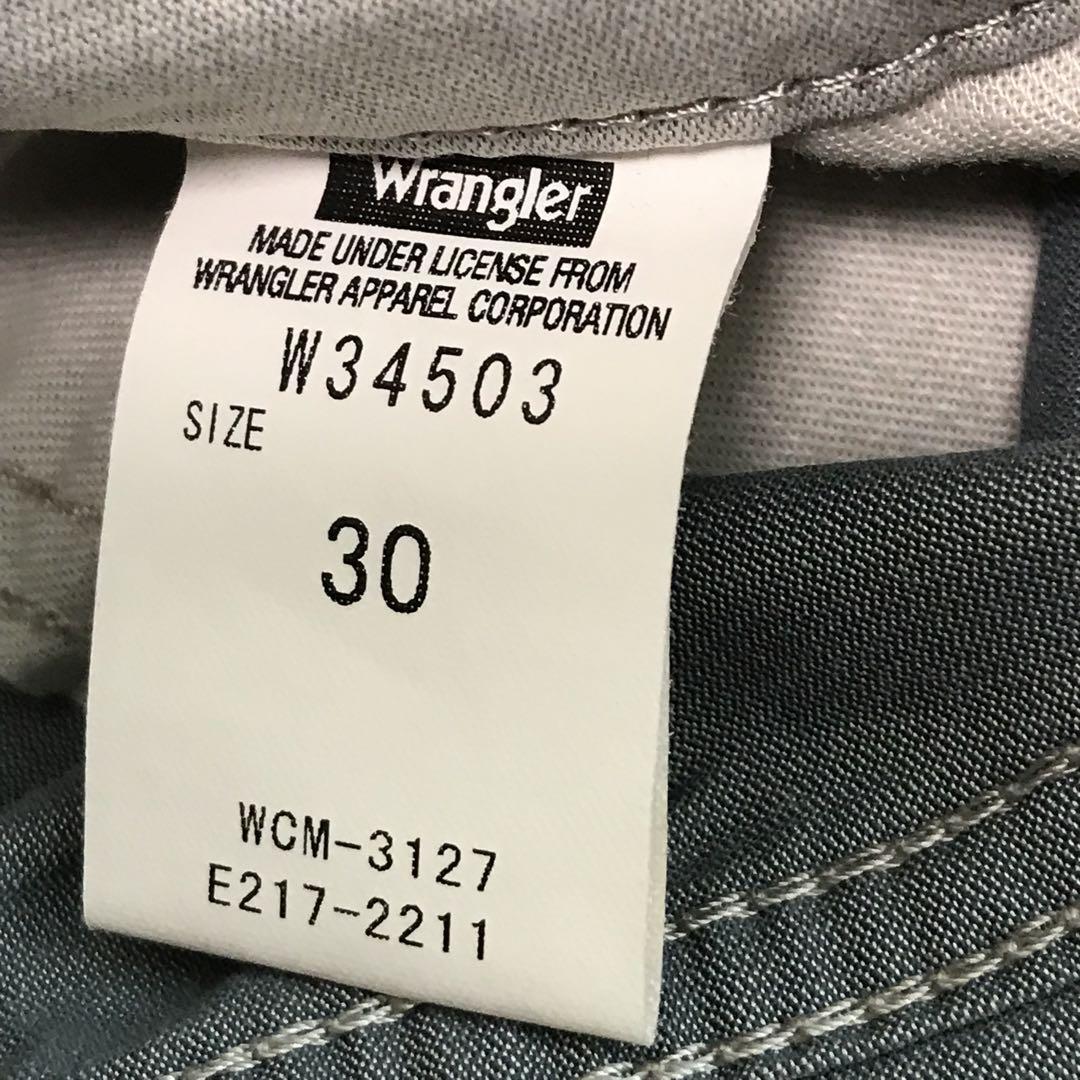 Wrangler
MADE UNDER LICENSE FROM
WRANGLER APPAREL CORPORATION
W34503
SIZE
30
WCM-3127
E217-2211